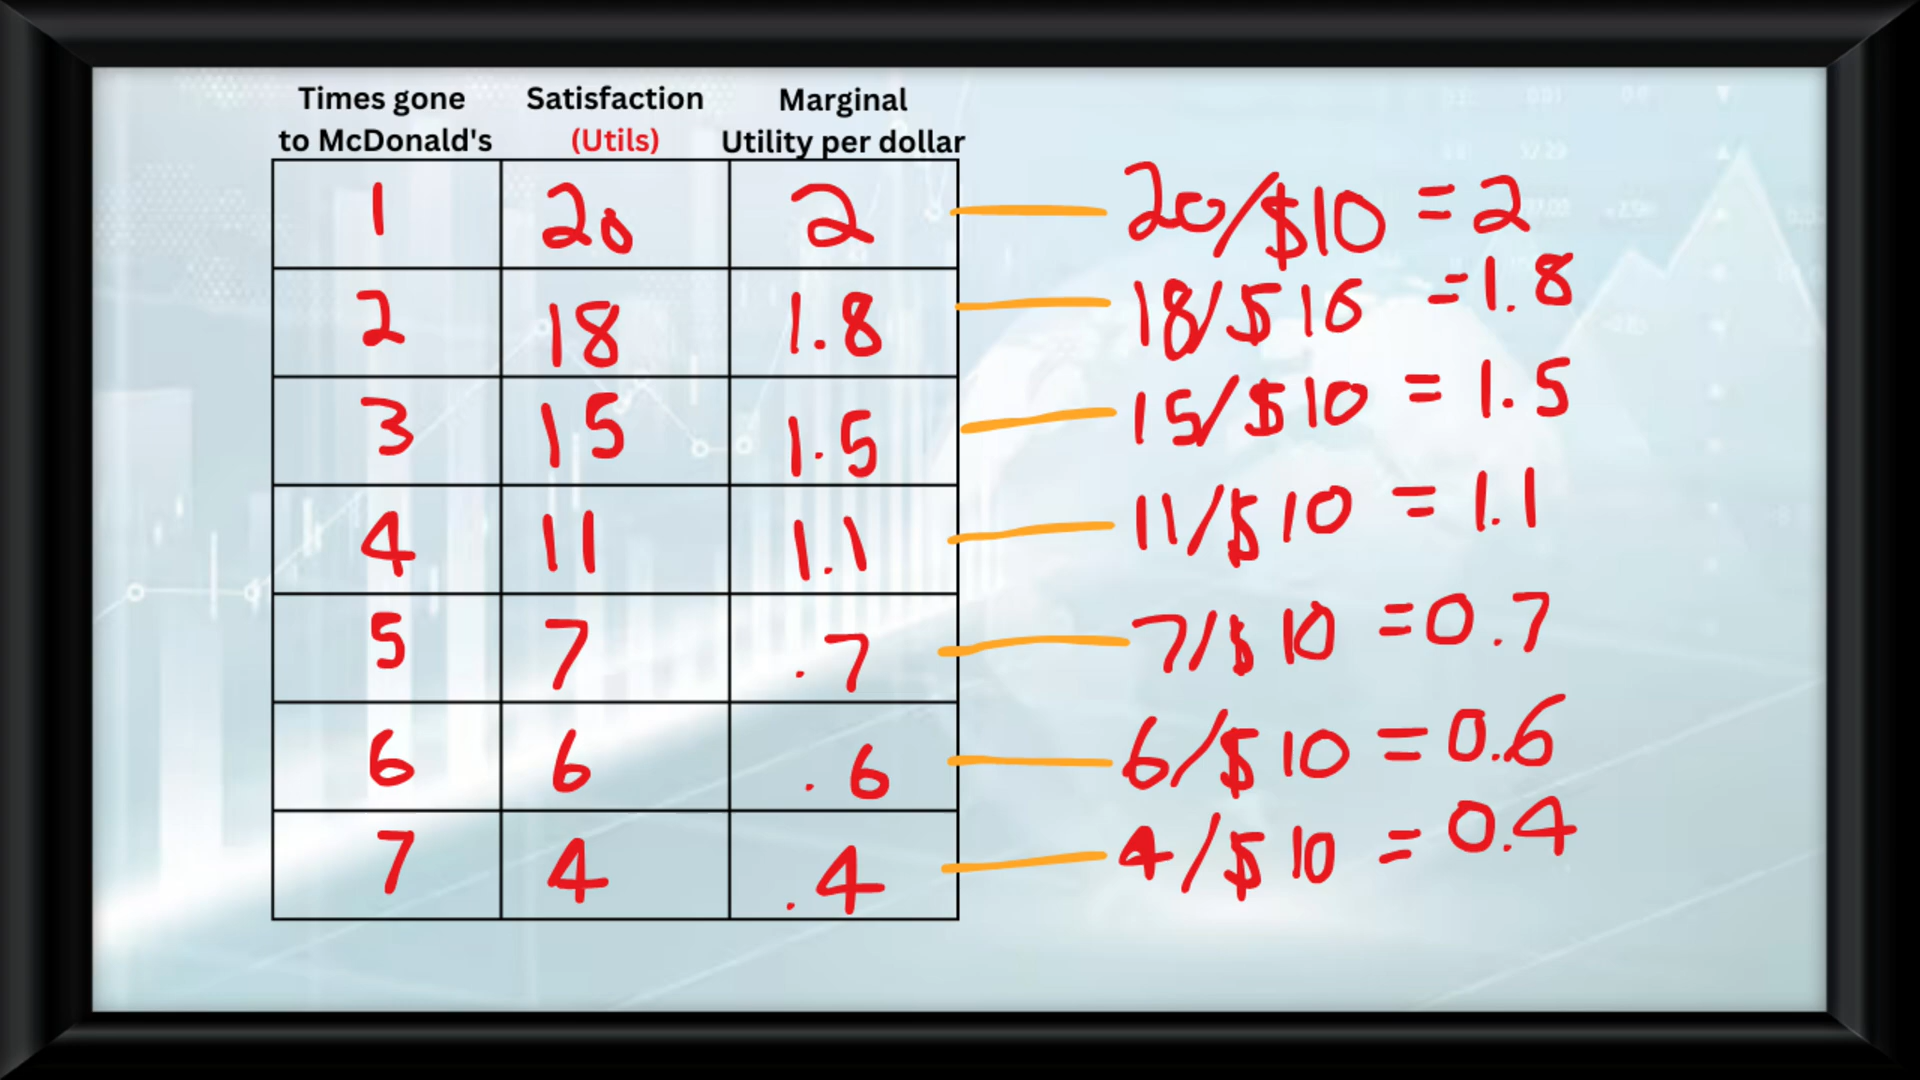 Times gone to McDonald's	Satisfaction (Utils)	Marginal Utility per dollar
1	20	2	20/$10 = 2
2	18	1.8	18/$10 = 1.8
3	15	1.5	15/$10 = 1.5
4	11	1.1	11/$10 = 1.1
5	7	.7	7/$10 = 0.7
6	6	.6	6/$10 = 0.6
7	4	.4	4/$10 = 0.4